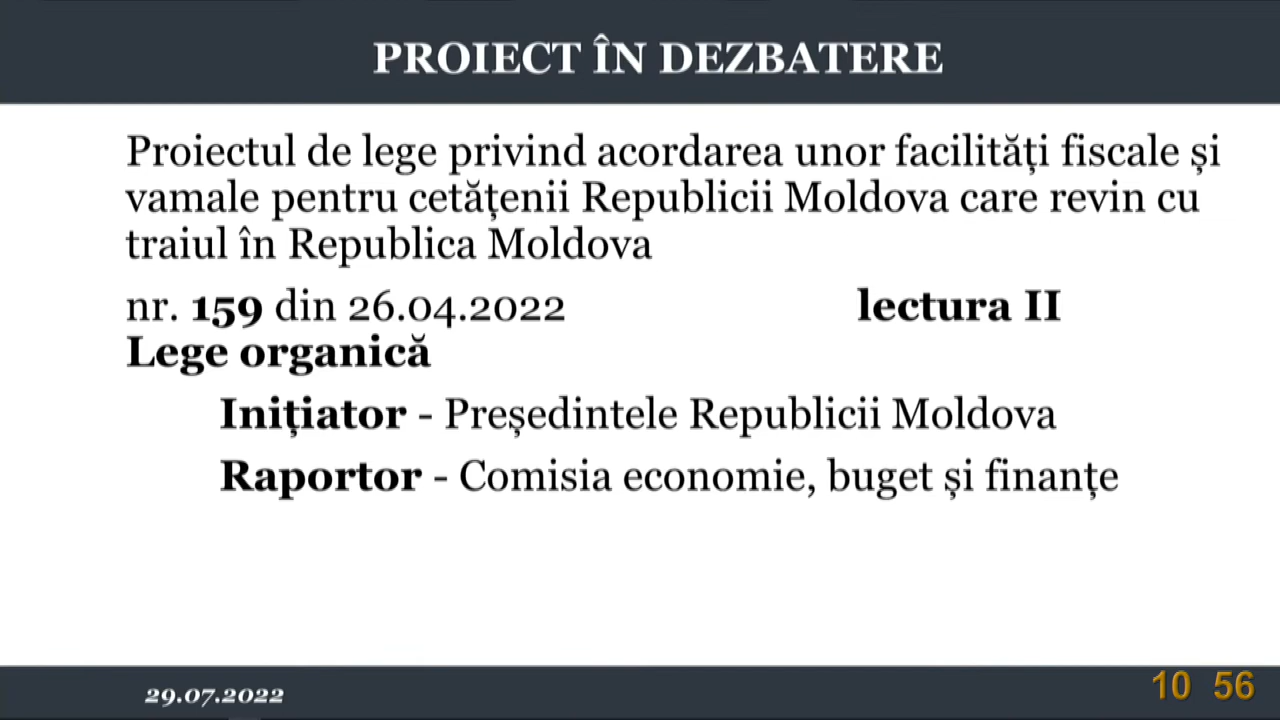 PROIECT ÎN DEZBATERE
Proiectul de lege privind acordarea unor facilități fiscale și
vamale pentru cetățenii Republicii Moldova care revin cu
traiul în Republica Moldova
nr. 159 din 26.04.2022 lectura II
Lege organică
Inițiator - Președintele Republicii Moldova
Raportor - Comisia economie, buget și finanțe
29.07.2022 10 56